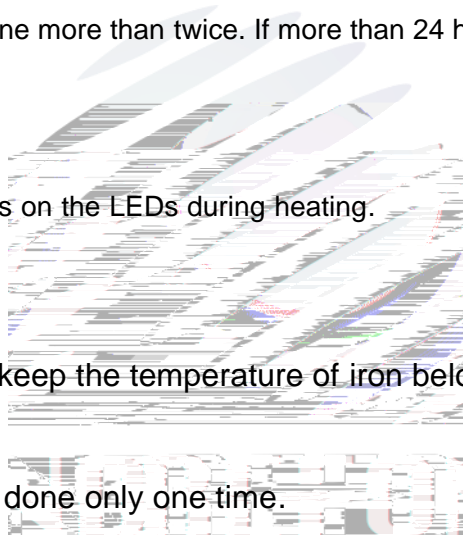 ne more than twice. If more than 24 h
s on the LEDs during heating.
keep the temperature of iron belo
done only one time.